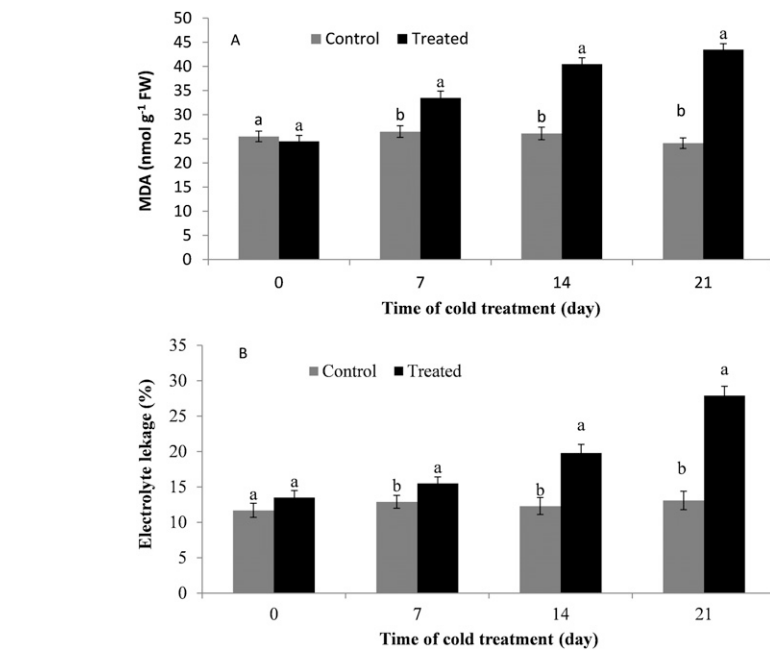 50
A
Control
Treated
a
45
a
40
a
35
30
a
a
b
b
b
25
20
15
10
5
0
MDA (nmol g-1 FW)
0
7
14
21
Time of cold treatment (day)
35
B
Control
Treated
a
30
a
25
20
a
a
b
b
b
a
15
10
5
0
Electrolyte lekage (%)
0
7
14
21
Time of cold treatment (day)